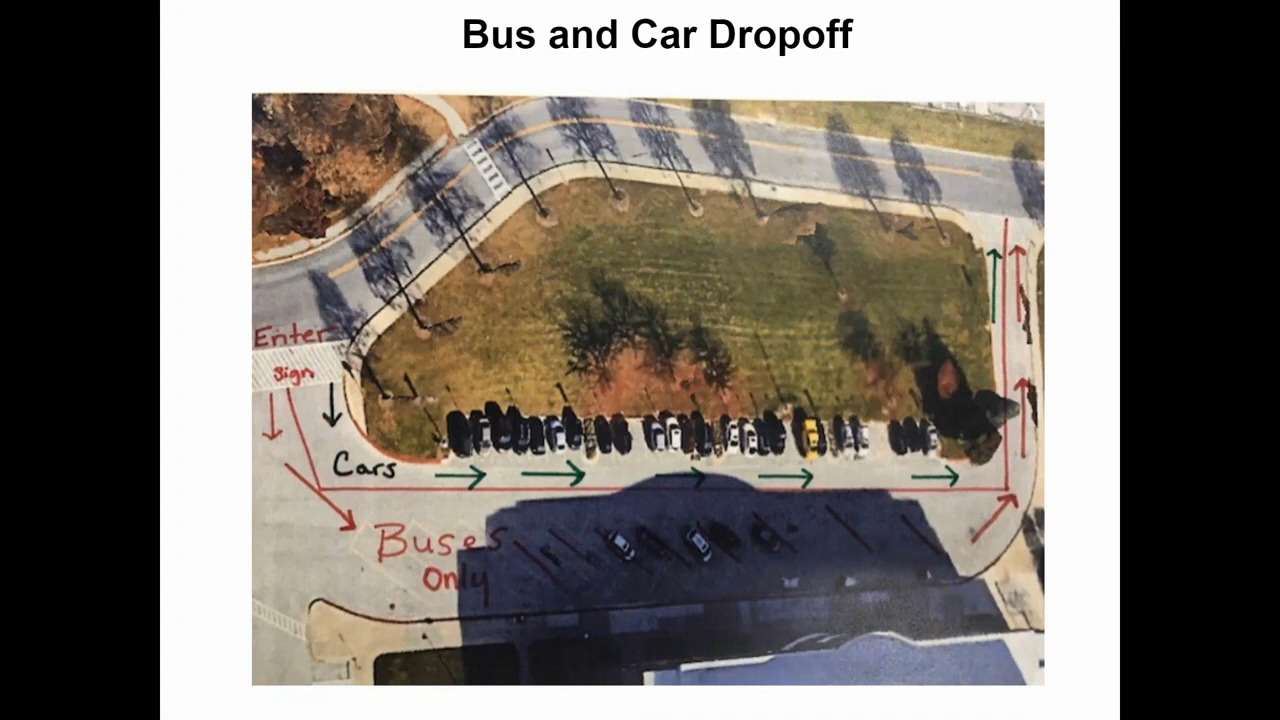 Bus and Car Dropoff
Enter
sign
Cars
Buses
Only